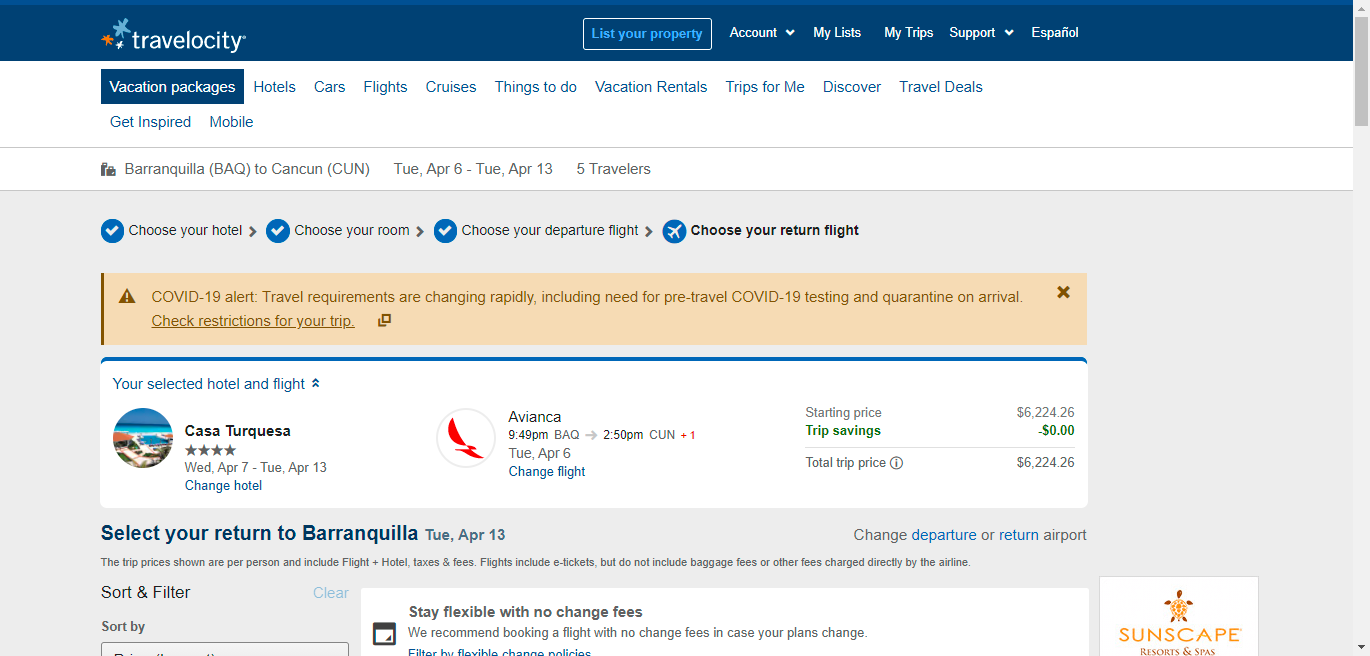 travelocity
List your property
Account
My Lists
My Trips
Support
Español
Vacation packages
Hotels
Cars
Flights
Cruises
Things to do
Vacation Rentals
Trips for Me
Discover
Travel Deals
Get Inspired
Mobile
Barranquilla (BAQ) to Cancun (CUN)
Tue, Apr 6 - Tue, Apr 13
5 Travelers
Choose your hotel
Choose your room
Choose your departure flight
Choose your return flight
COVID-19 alert: Travel requirements are changing rapidly, including need for pre-travel COVID-19 testing and quarantine on arrival.
Check restrictions for your trip.
Your selected hotel and flight
Casa Turquesa
Wed, Apr 7 - Tue, Apr 13
Change hotel
Avianca
9:49pm BAQ → 2:50pm CUN + 1
Tue, Apr 6
Change flight
Starting price $6,224.26
Trip savings -$0.00
Total trip price $6,224.26
Select your return to Barranquilla Tue, Apr 13
Change departure or return airport
The trip prices shown are per person and include Flight + Hotel, taxes & fees. Flights include e-tickets, but do not include baggage fees or other fees charged directly by the airline.
Sort & Filter
Clear
Sort by
Stay flexible with no change fees
We recommend booking a flight with no change fees in case your plans change.
Filter by flexible change policies
SUNSCAPE
RESORTS & SPAS